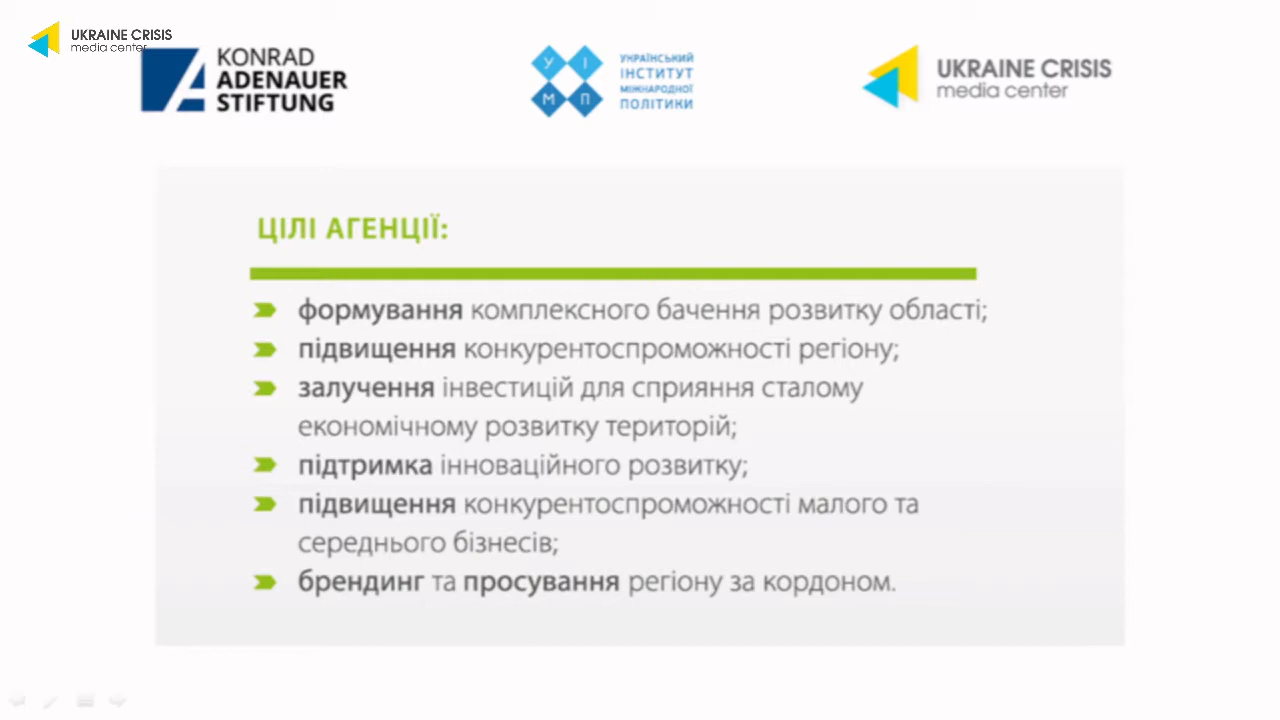 UKRAINE CRISIS
media center
KONRAD
ADENAUER
STIFTUNG
У І
М П
УКРАЇНСЬКИЙ
ІНСТИТУТ
МІЖНАРОДНОЇ
ПОЛІТИКИ
UKRAINE CRISIS
media center
ЦІЛІ АГЕНЦІЇ:
формування комплексного бачення розвитку області;
підвищення конкурентоспроможності регіону;
залучення інвестицій для сприяння сталому
економічному розвитку територій;
підтримка інноваційного розвитку;
підвищення конкурентоспроможності малого та
середнього бізнесів;
брендинг та просування регіону за кордоном.